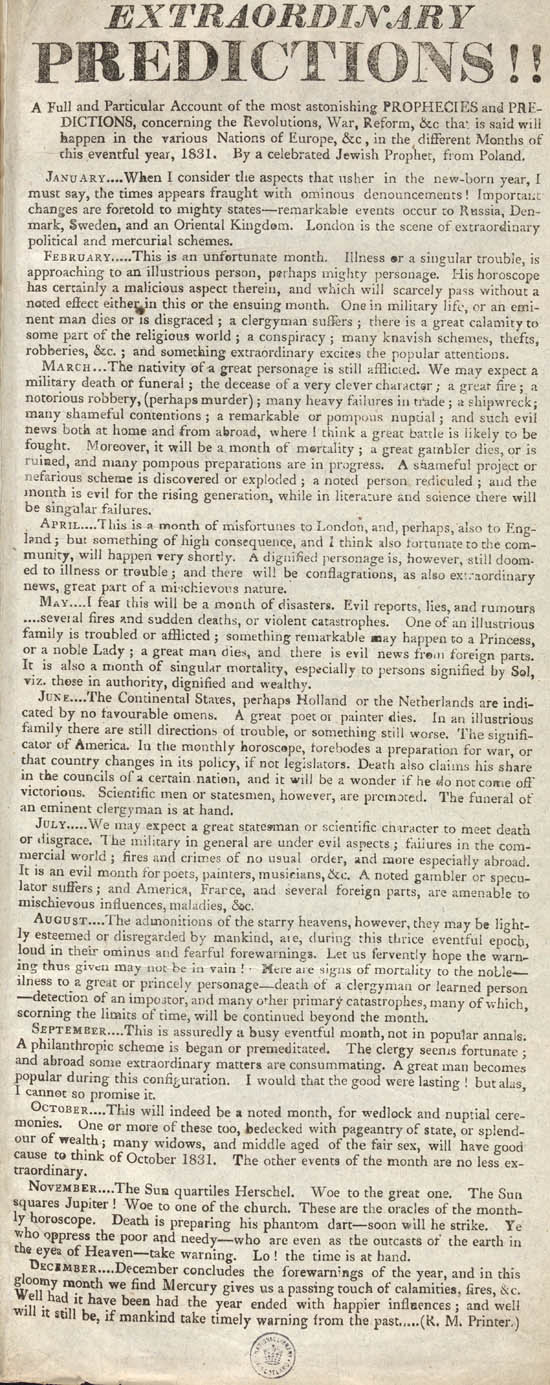 EXTRAORDINARY
PREDICTIONS!!
A Full and Particular Account of the most astonishing PROPHECIES and PRE-
DICTIONS, concerning the Revolutions, War, Reform, &c that is said will
happen in the various Nations of Europe, &c, in the different Months of
this eventful year, 1831. By a celebrated Jewish Prophet, from Poland.
JANUARY....When I consider the aspects that usher in the new-born year, I
must say, the times appears fraught with ominous denouncements! Important
changes are foretold to mighty states—remarkable events occur to Russia, Den-
mark, Sweden, and an Oriental Kingdom. London is the scene of extraordinary
political and mercurial schemes.
FEBRUARY.....This is an unfortunate month. Illness or a singular trouble, is
approaching to an illustrious person, perhaps mighty personage. His horoscope
has certainly a malicious aspect therein, and which will scarcely pass without a
noted effect either in this or the ensuing month. One in military life, or an emi-
nent man dies or is disgraced; a clergyman suffers; there is a great calamity to
some part of the religious world; a conspiracy; many knavish schemes, thefts,
robberies, &c.; and something extraordinary excites the popular attentions.
MARCH...The nativity of a great personage is still afflicted. We may expect a
military death or funeral; the decease of a very clever character; a great fire; a
notorious robbery, (perhaps murder); many heavy failures in trade; a shipwreck;
many shameful contentions; a remarkable or pompous nuptial; and such evil
news both at home and from abroad, where I think a great battle is likely to be
fought. Moreover, it will be a month of mortality; a great gambler dies, or is
ruined, and many pompous preparations are in progress. A shameful project or
nefarious scheme is discovered or exploded; a noted person rediculed; and the
month is evil for the rising generation, while in literature and science there will
be singular failures.
APRIL....This is a month of misfortunes to London, and, perhaps, also to Eng-
land; but something of high consequence, and I think also fortunate to the com-
munity, will happen very shortly. A dignified personage is, however, still doom-
ed to illness or trouble; and there will be conflagrations, as also extraordinary
news, great part of a mischievous nature.
MAY....I fear this will be a month of disasters. Evil reports, lies, and rumours
....several fires and sudden deaths, or violent catastrophes. One of an illustrious
family is troubled or afflicted; something remarkable may happen to a Princess,
or a noble Lady; a great man dies, and there is evil news from foreign parts.
It is also a month of singular mortality, especially to persons signified by Sol,
viz. those in authority, dignified and wealthy.
JUNE....The Continental States, perhaps Holland or the Netherlands are indi-
cated by no favourable omens. A great poet or painter dies. In an illustrious
family there are still directions of trouble, or something still worse. The signifi-
cator of America. In the monthly horoscope, forebodes a preparation for war, or
that country changes in its policy, if not legislators. Death also claims his share
in the councils of a certain nation, and it will be a wonder if he do not come off
victorious. Scientific men or statesmen, however, are promoted. The funeral of
an eminent clergyman is at hand.
JULY.....We may expect a great statesman or scientific character to meet death
or disgrace. The military in general are under evil aspects; failures in the com-
mercial world; fires and crimes of no usual order, and more especially abroad.
It is an evil month for poets, painters, musicians, &c. A noted gambler or specu-
lator suffers; and America, France, and several foreign parts, are amenable to
mischievous influences, maladies, &c.
AUGUST....The admonitions of the starry heavens, however, they may be light-
ly esteemed or disregarded by mankind, are, during this thrice eventful epoch,
loud in their ominus and fearful forewarnings. Let us fervently hope the warn-
ing thus given may not be in vain! Here are signs of mortality to the noble—
illness to a great or princely personage—death of a clergyman or learned person
—detection of an impostor, and many other primary catastrophes, many of which,
scorning the limits of time, will be continued beyond the month.
SEPTEMBER....This is assuredly a busy eventful month, not in popular annals.
A philanthropic scheme is began or premeditated. The clergy seems fortunate;
and abroad some extraordinary matters are consummating. A great man becomes
popular during this configuration. I would that the good were lasting! but alas,
I cannot so promise it.
OCTOBER....This will indeed be a noted month, for wedlock and nuptial cere-
monies. One or more of these too, bedecked with pageantry of state, or splend-
our of wealth; many widows, and middle aged of the fair sex, will have good
cause to think of October 1831. The other events of the month are no less ex-
traordinary.
NOVEMBER....The Sun quartiles Herschel. Woe to the great one. The Sun
squares Jupiter! Woe to one of the church. These are the oracles of the month-
ly horoscope. Death is preparing his phantom dart—soon will he strike. Ye
who oppress the poor and needy—who are even as the outcasts of the earth in
the eyes of Heaven—take warning. Lo! the time is at hand.
DECEMBER....December concludes the forewarnings of the year, and in this
gloomy month we find Mercury gives us a passing touch of calamities, fires, &c.
Well had it have been had the year ended with happier influences; and well
will it still be, if mankind take timely warning from the past.....(R. M. Printer.)